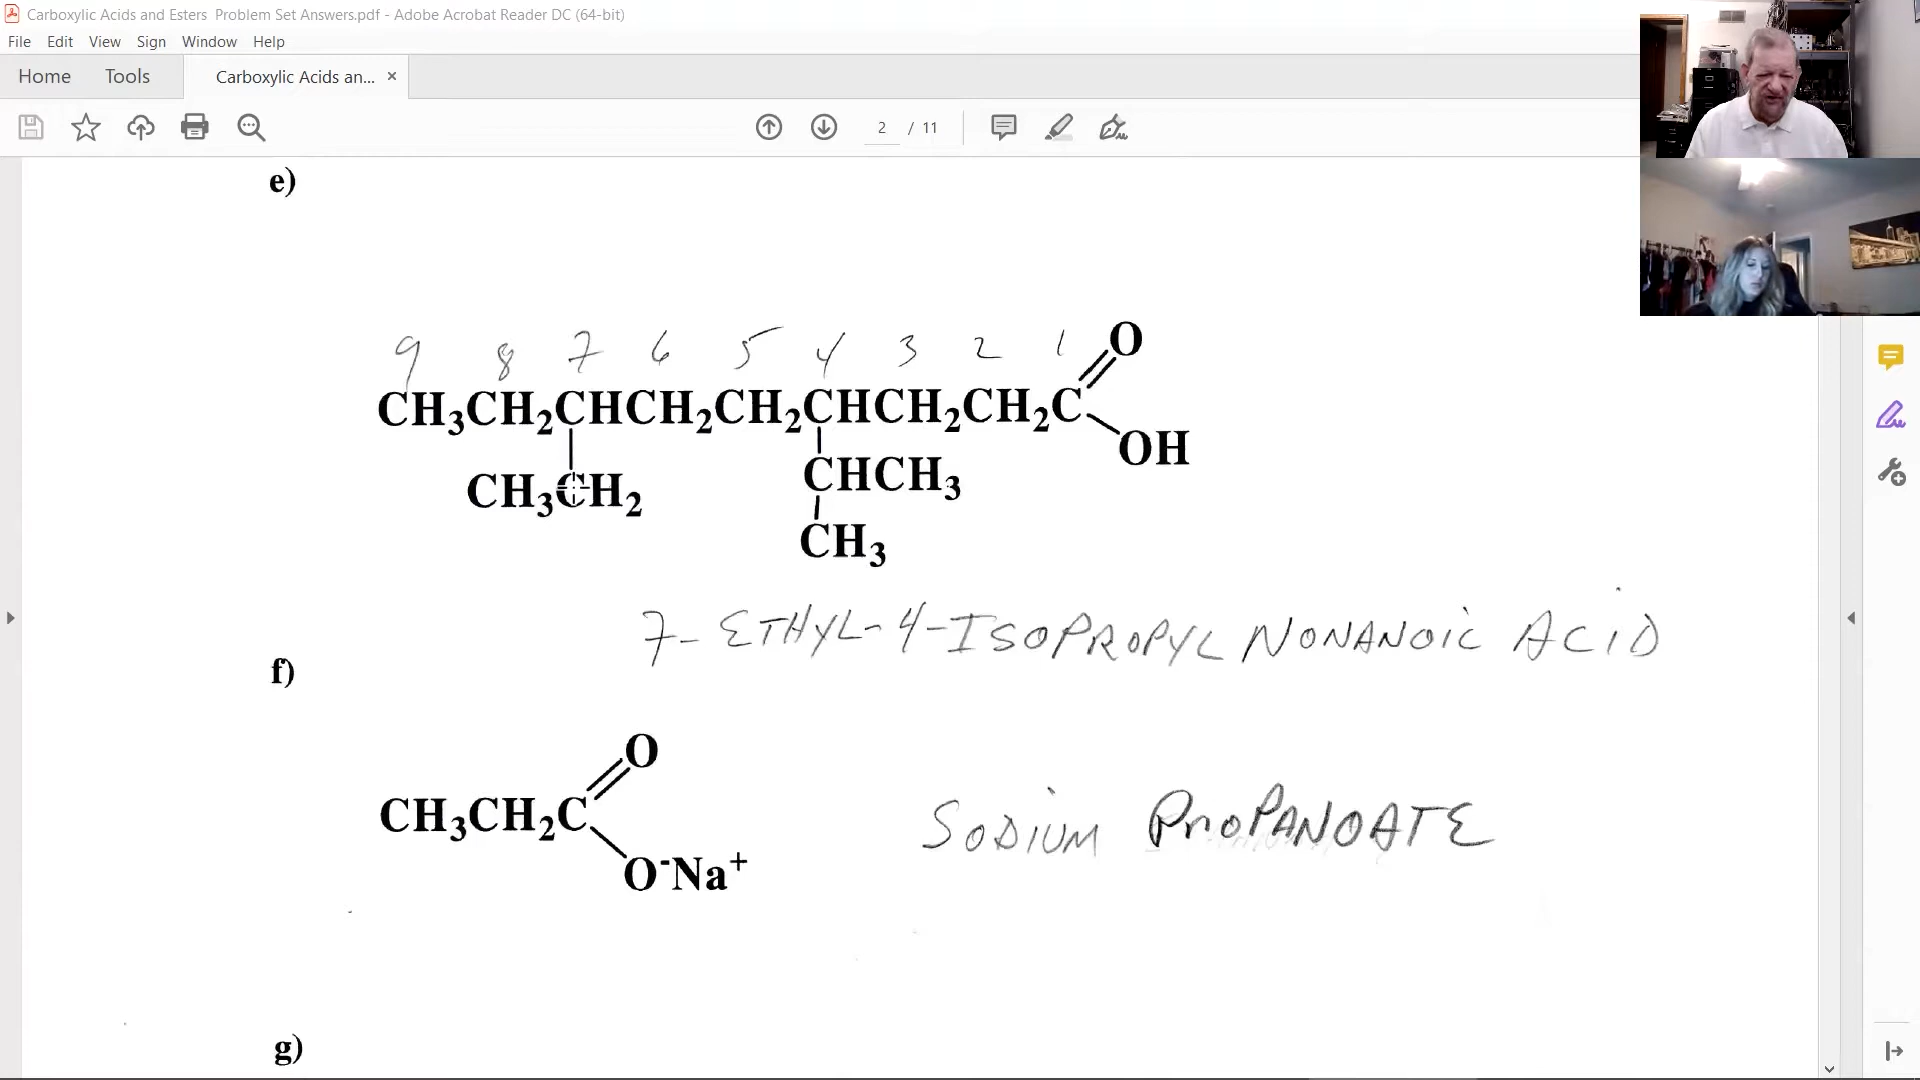 Carboxylic Acids and Esters Problem Set Answers.pdf - Adobe Acrobat Reader DC (64-bit)
File Edit View Sign Window Help
Home Tools Carboxylic Acids an... ×
2 / 11
e)
9 8 7 6 5 4 3 2 1 O
CH3CH2CHCH2CH2CHCH2CH2C
OH
CH3CH2 CHCH3
CH3
7-ETHYL-4-ISOPROPYL NONANOIC ACID
f)
O
CH3CH2C
SODIUM PROPANOATE
O-Na+
g)